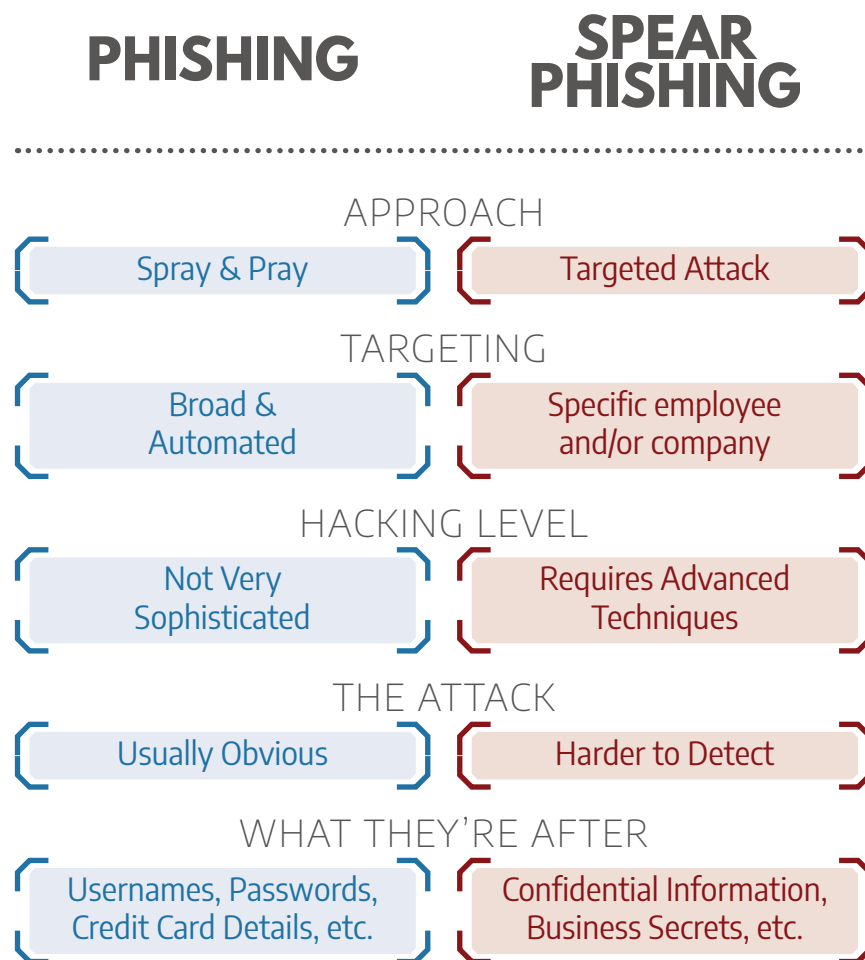 PHISHING
SPEAR
PHISHING
APPROACH
Spray & Pray
Targeted Attack
TARGETING
Broad &
Automated
Specific employee
and/or company
HACKING LEVEL
Not Very
Sophisticated
Requires Advanced
Techniques
THE ATTACK
Usually Obvious
Harder to Detect
WHAT THEY’RE AFTER
Usernames, Passwords,
Credit Card Details, etc.
Confidential Information,
Business Secrets, etc.